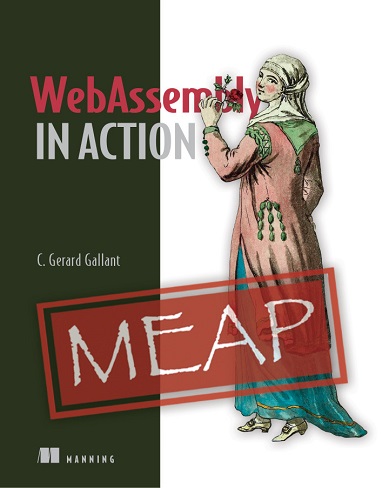 WebAssembly
IN ACTION
C. Gerard Gallant
MEAP
MANNING